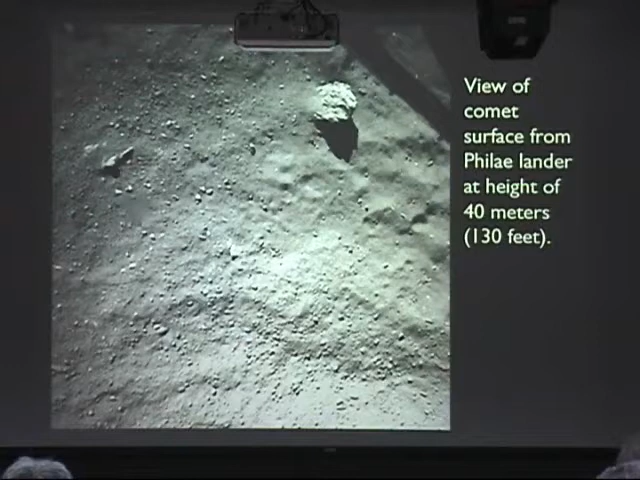 View of
comet
surface from
Philae lander
at height of
40 meters
(130 feet).